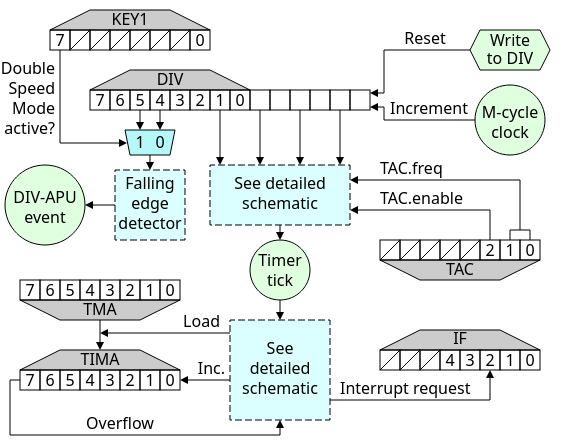 KEY1
7 0
Double
Speed
Mode
active?
DIV
7 6 5 4 3 2 1 0
Reset
Write
to DIV
Increment
M-cycle
clock
1 0
DIV-APU
event
Falling
edge
detector
See detailed
schematic
TAC.freq
TAC.enable
2 1 0
TAC
Timer
tick
7 6 5 4 3 2 1 0
TMA
Load
TIMA
7 6 5 4 3 2 1 0
Inc.
See
detailed
schematic
IF
4 3 2 1 0
Interrupt request
Overflow